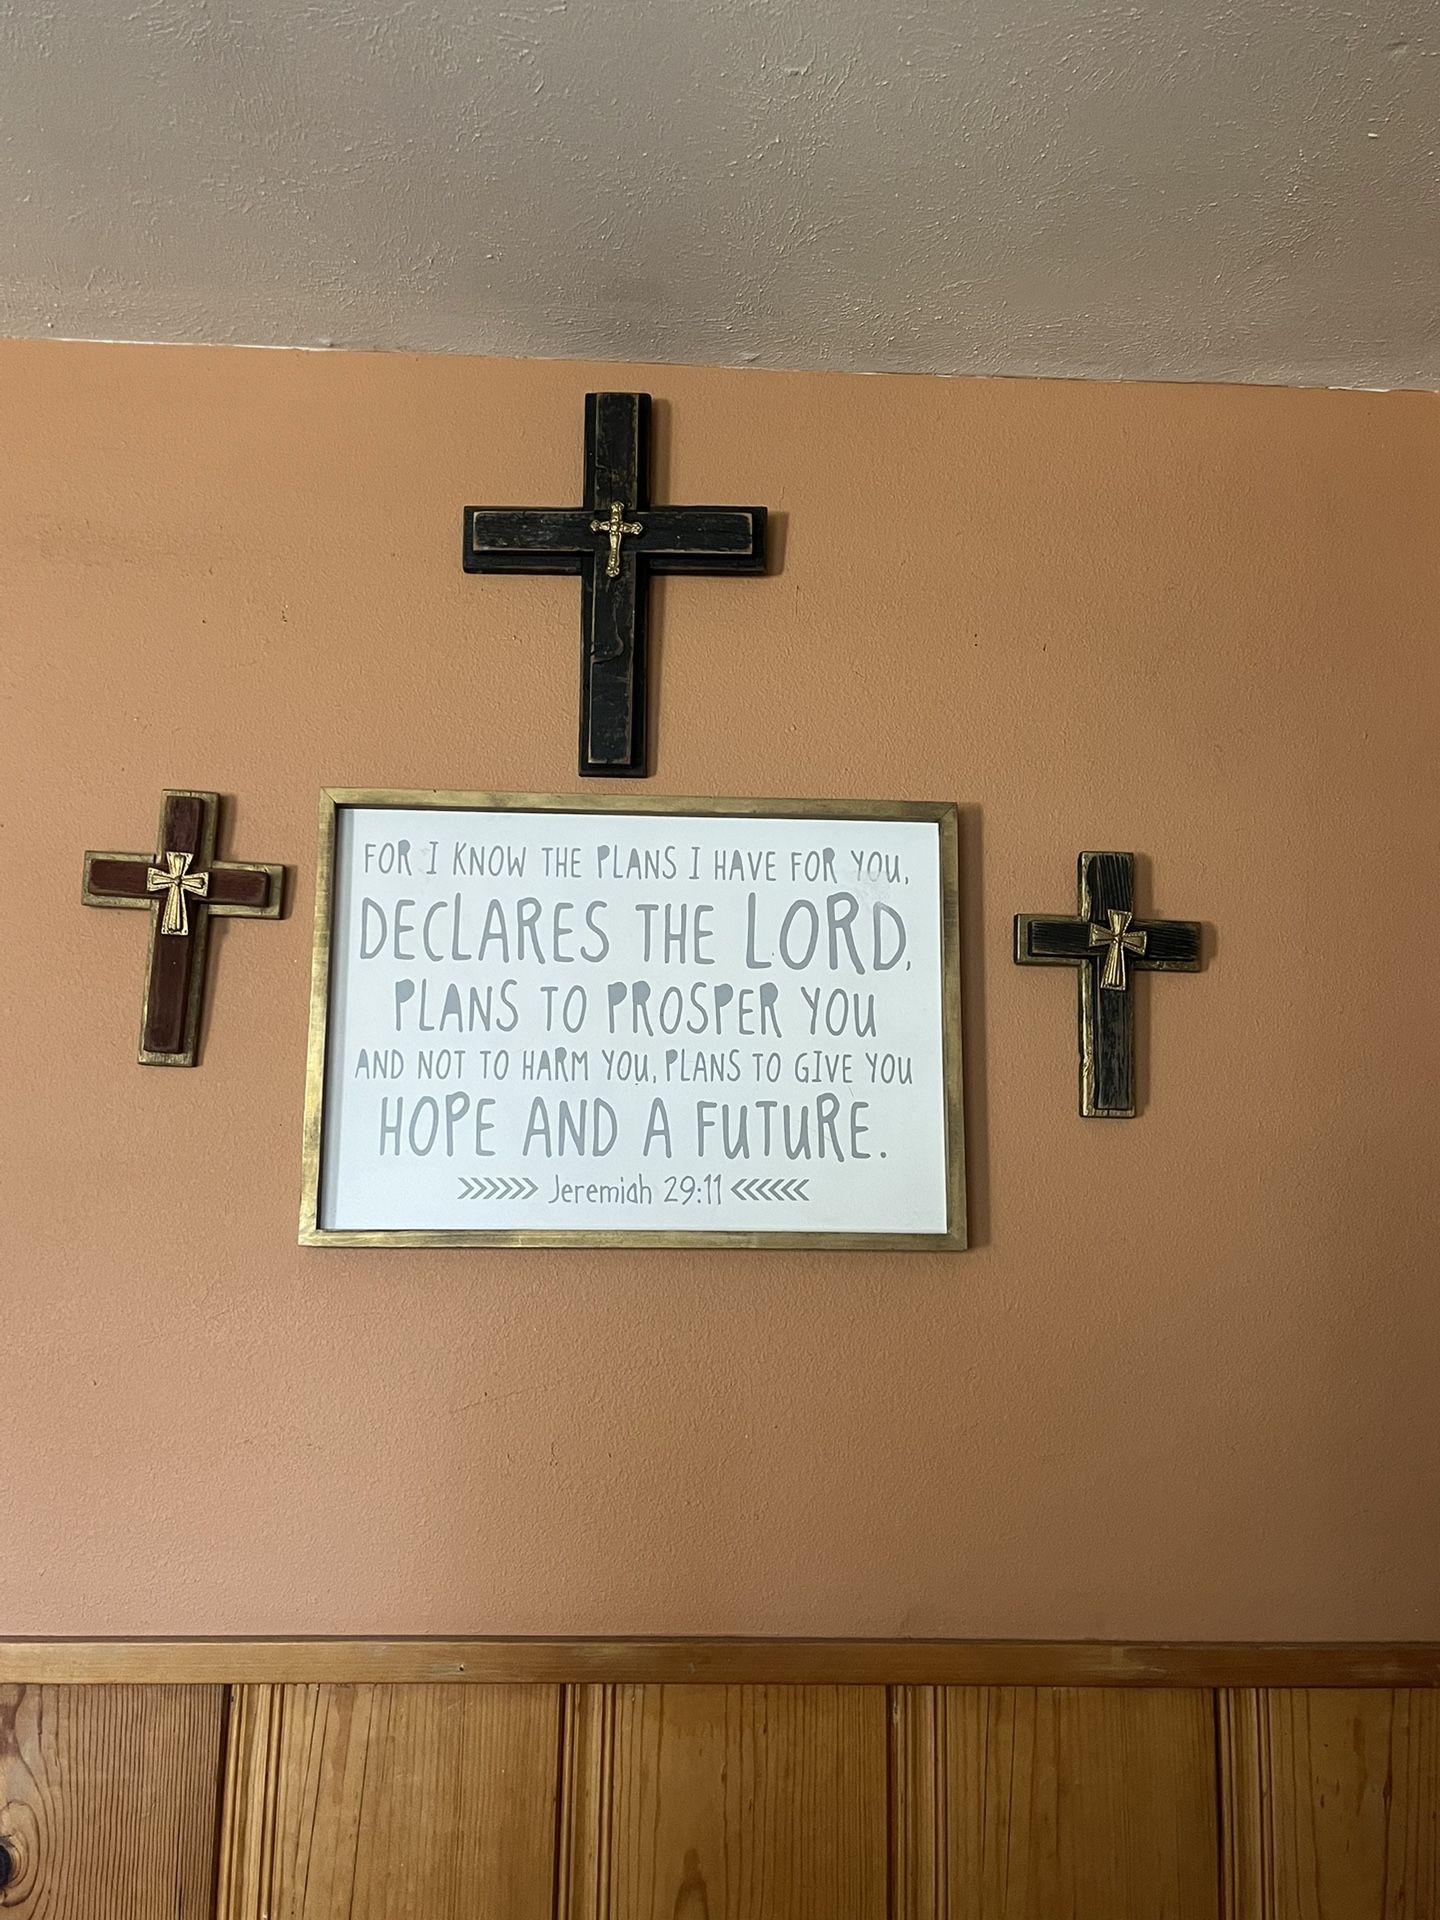 FOR I KNOW THE PLANS I HAVE FOR YOU,
DECLARES THE LORD,
PLANS TO PROSPER YOU
AND NOT TO HARM YOU, PLANS TO GIVE YOU
HOPE AND A FUTURE.
>>>>>> Jeremiah 29:11 <<<<<<